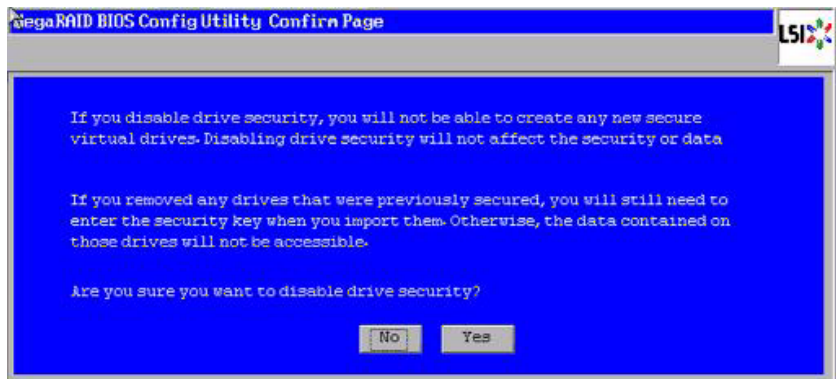 MegaRAID BIOS Config Utility Confirm Page
LSI
If you disable drive security, you will not be able to create any new secure
virtual drives. Disabling drive security will not affect the security or data
If you removed any drives that were previously secured, you will still need to
enter the security key when you import them. Otherwise, the data contained on
those drives will not be accessible.
Are you sure you want to disable drive security?
No Yes